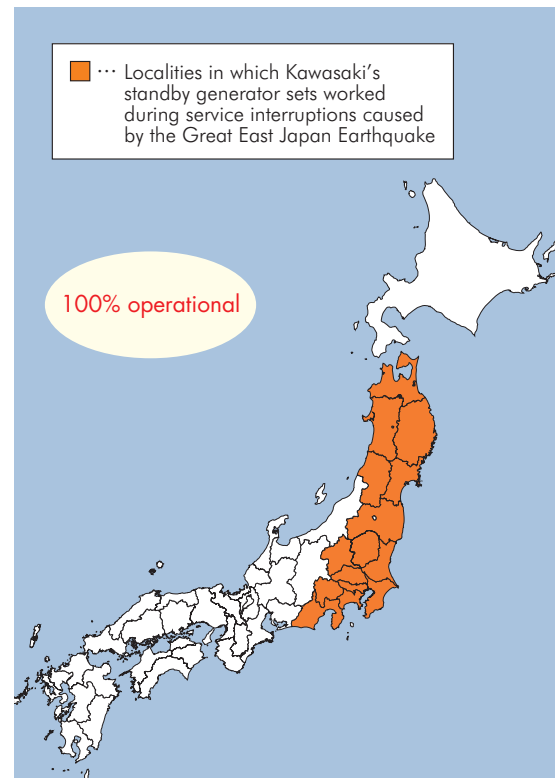 ... Localities in which Kawasaki's
standby generator sets worked
during service interruptions caused
by the Great East Japan Earthquake
100% operational